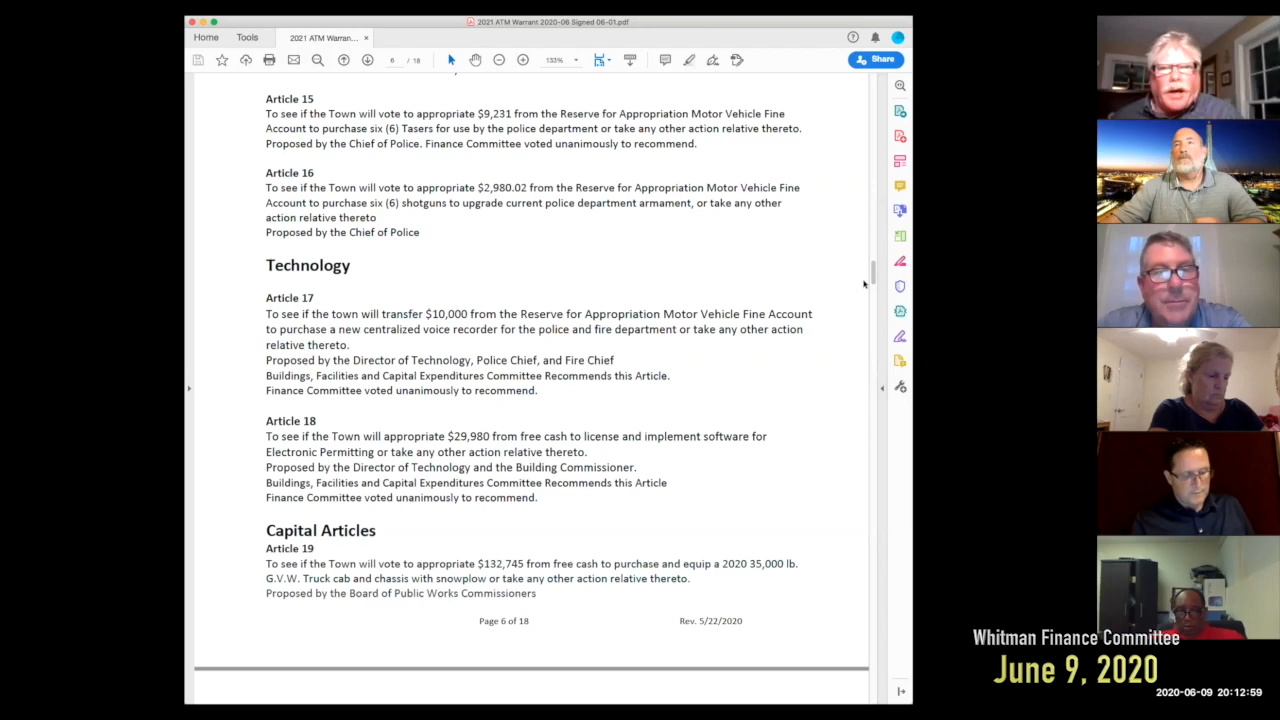 2021 ATM Warrant 2020-06 Signed 06-01.pdf
Home Tools 2021 ATM Warran... ×
6 / 18 133% Share
Article 15
To see if the Town will vote to appropriate $9,231 from the Reserve for Appropriation Motor Vehicle Fine
Account to purchase six (6) Tasers for use by the police department or take any other action relative thereto.
Proposed by the Chief of Police. Finance Committee voted unanimously to recommend.
Article 16
To see if the Town will vote to appropriate $2,980.02 from the Reserve for Appropriation Motor Vehicle Fine
Account to purchase six (6) shotguns to upgrade current police department armament, or take any other
action relative thereto
Proposed by the Chief of Police
Technology
Article 17
To see if the town will transfer $10,000 from the Reserve for Appropriation Motor Vehicle Fine Account
to purchase a new centralized voice recorder for the police and fire department or take any other action
relative thereto.
Proposed by the Director of Technology, Police Chief, and Fire Chief
Buildings, Facilities and Capital Expenditures Committee Recommends this Article.
Finance Committee voted unanimously to recommend.
Article 18
To see if the Town will appropriate $29,980 from free cash to license and implement software for
Electronic Permitting or take any other action relative thereto.
Proposed by the Director of Technology and the Building Commissioner.
Buildings, Facilities and Capital Expenditures Committee Recommends this Article
Finance Committee voted unanimously to recommend.
Capital Articles
Article 19
To see if the Town will vote to appropriate $132,745 from free cash to purchase and equip a 2020 35,000 lb.
G.V.W. Truck cab and chassis with snowplow or take any other action relative thereto.
Proposed by the Board of Public Works Commissioners
Page 6 of 18 Rev. 5/22/2020
Whitman Finance Committee
June 9, 2020
2020-06-09 20:12:59